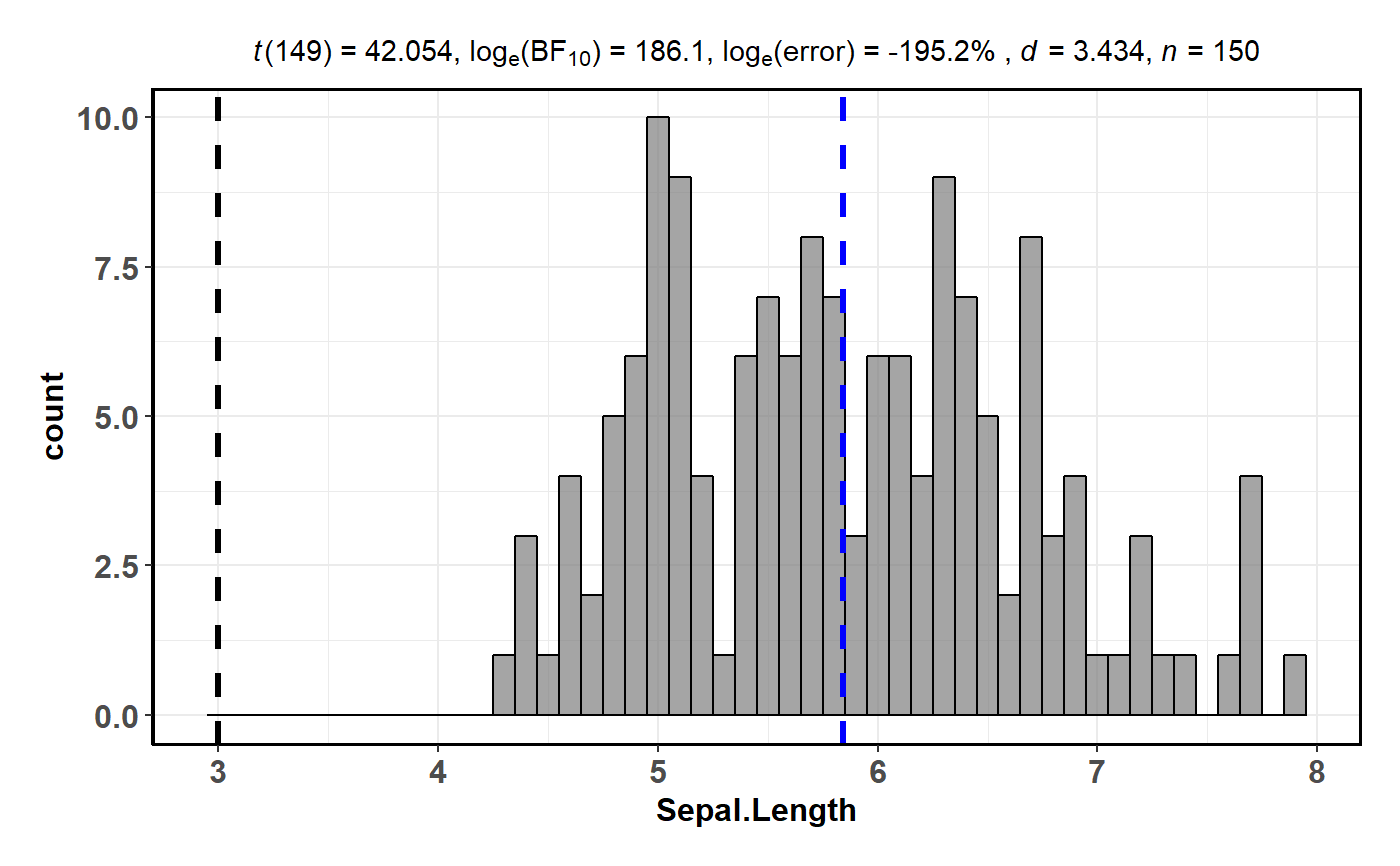 t(149) = 42.054, logₑ(BF₁₀) = 186.1, logₑ(error) = -195.2% , d = 3.434, n = 150
10.0
7.5
5.0
2.5
0.0
count
3 4 5 6 7 8
Sepal.Length